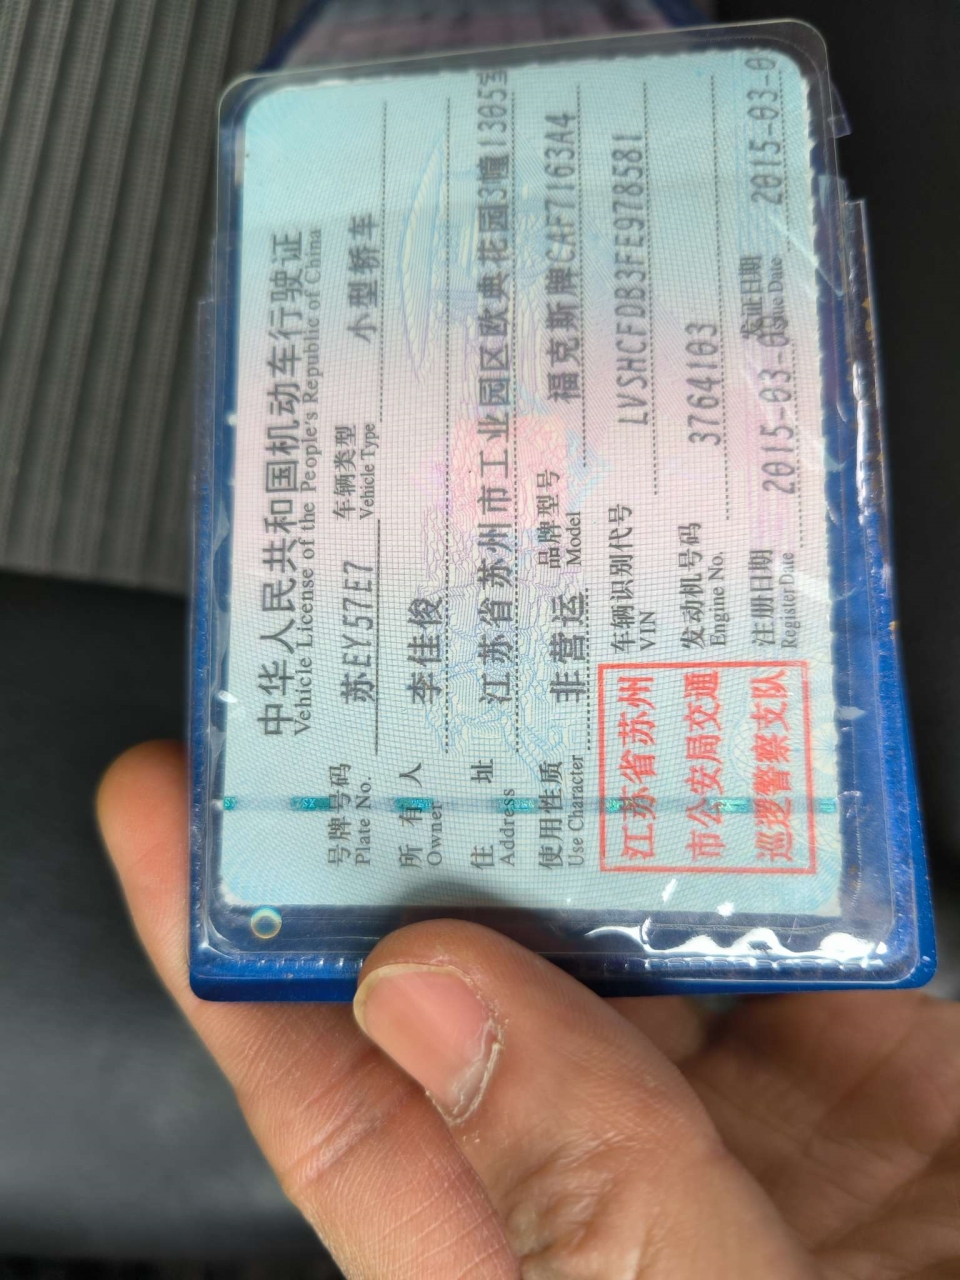 中华人民共和国机动车行驶证
Vehicle License of the People's Republic of China
号牌号码 苏EY57E7 车辆类型 小型轿车
Plate No. Vehicle Type
所有人 李佳俊
Owner
住址 江苏省苏州市工业园区欧典花园3幢1305室
Address
使用性质 非营运 品牌型号 福克斯牌CAF7163A4
Use Character Model
江苏省苏州
市公安局交通
巡逻警察支队
车辆识别代号 LVSHCFDB3FE978581
VIN
发动机号码 3764103
Engine No.
注册日期 2015-03-03 发证日期 2015-03-03
Register Date Issue Date